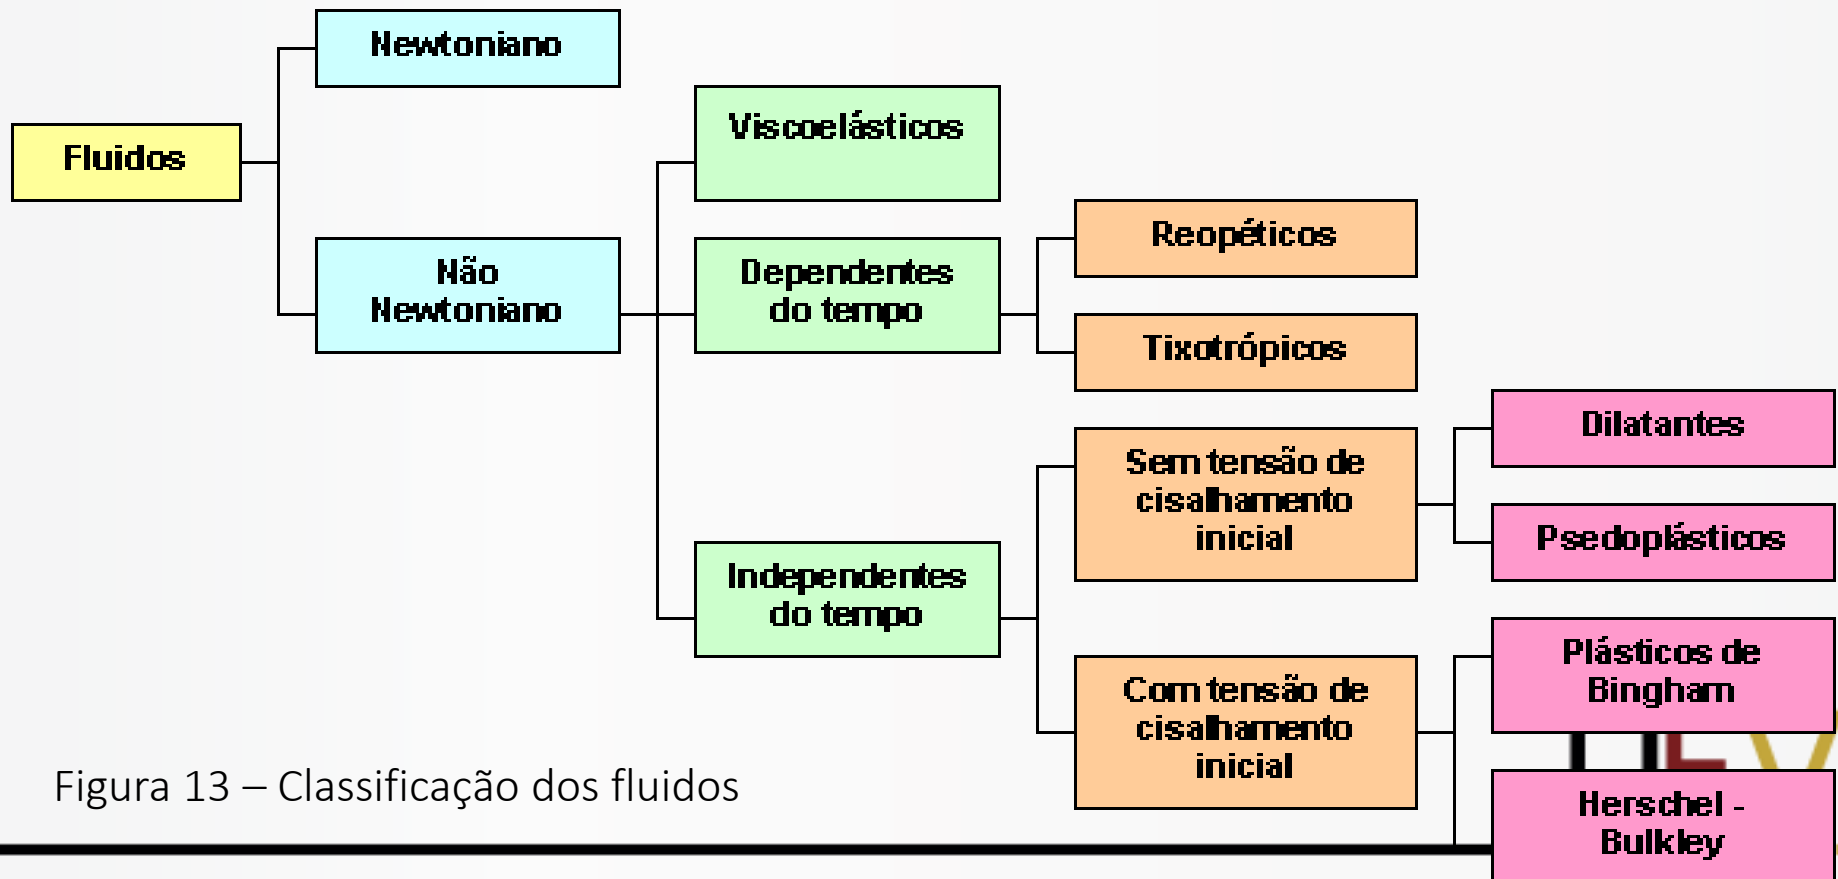 Newtoniano
Fluidos
Viscoelásticos
Não
Newtoniano
Dependentes
do tempo
Reopéticos
Tixotrópicos
Independentes
do tempo
Sem tensão de
cisalhamento
inicial
Dilatantes
Psedoplásticos
Com tensão de
cisalhamento
inicial
Plásticos de
Bingham
Herschel -
Bulkley
Figura 13 – Classificação dos fluidos